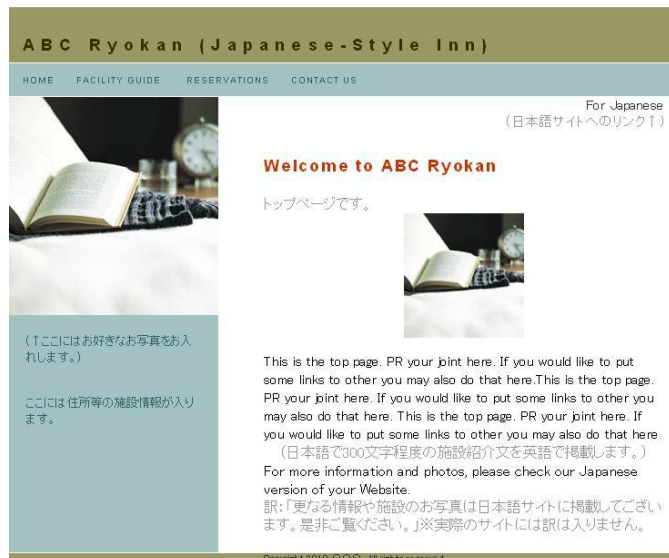 ABC Ryokan (Japanese-Style Inn)
HOME FACILITY GUIDE RESERVATIONS CONTACT US
For Japanese
(日本語サイトへのリンク↑)
Welcome to ABC Ryokan
トップページです。
(↑ここにはお好きなお写真をお入
れします。)
ここには住所等の施設情報が入り
ます。
This is the top page. PR your joint here. If you would like to put
some links to other you may also do that here.This is the top page.
PR your joint here. If you would like to put some links to other you
may also do that here. This is the top page. PR your joint here. If
you would like to put some links to other you may also do that here.
(日本語で300文字程度の施設紹介文を英語で掲載します。)
For more information and photos, please check our Japanese
version of your Website.
訳:「更なる情報や施設のお写真は日本語サイトに掲載してござい
ます。是非ご覧ください。」※実際のサイトには訳は入りません。